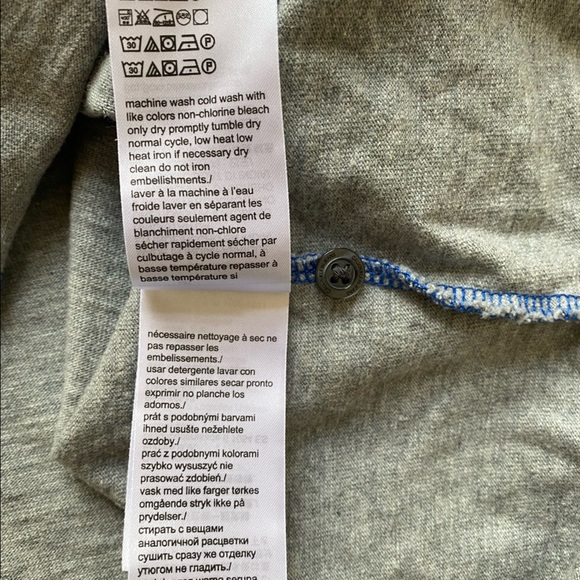 30 P
30 P
machine wash cold wash with
like colors non-chlorine bleach
only dry promptly tumble dry
normal cycle, low heat low
heat iron if necessary dry
clean do not iron
embellishments./
laver à la machine à l'eau
froide laver en séparant les
couleurs seulement agent de
blanchiment non-chlore
sécher rapidement sécher par
culbutage à cycle normal, à
basse température repasser à
basse température si
nécessaire nettoyage à sec ne
pas repasser les
embelissements./
usar detergente lavar con
colores similares secar pronto
exprimir no planche los
adornos./
prát s podobnými barvami
ihned usušte nežehlete
ozdoby./
prać z podobnymi kolorami
szybko wysuszyć nie
prasować zdobień./
vask med like farger tørkes
omgående stryk ikke på
prydelser./
стирать с вещами
аналогичной расцветки
сушить сразу же отделку
утюгом не гладить./